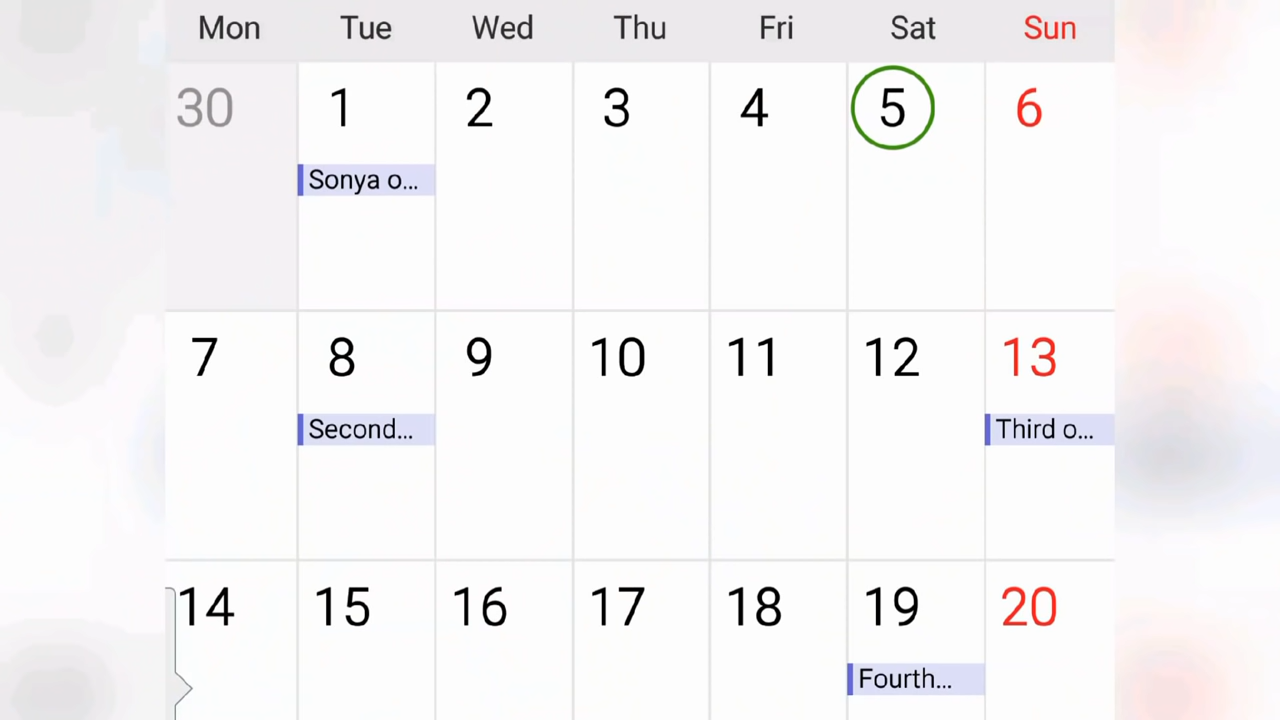 Mon Tue Wed Thu Fri Sat Sun
30 1 2 3 4 5 6
Sonya o...
7 8 9 10 11 12 13
Second... Third o...
14 15 16 17 18 19 20
Fourth...